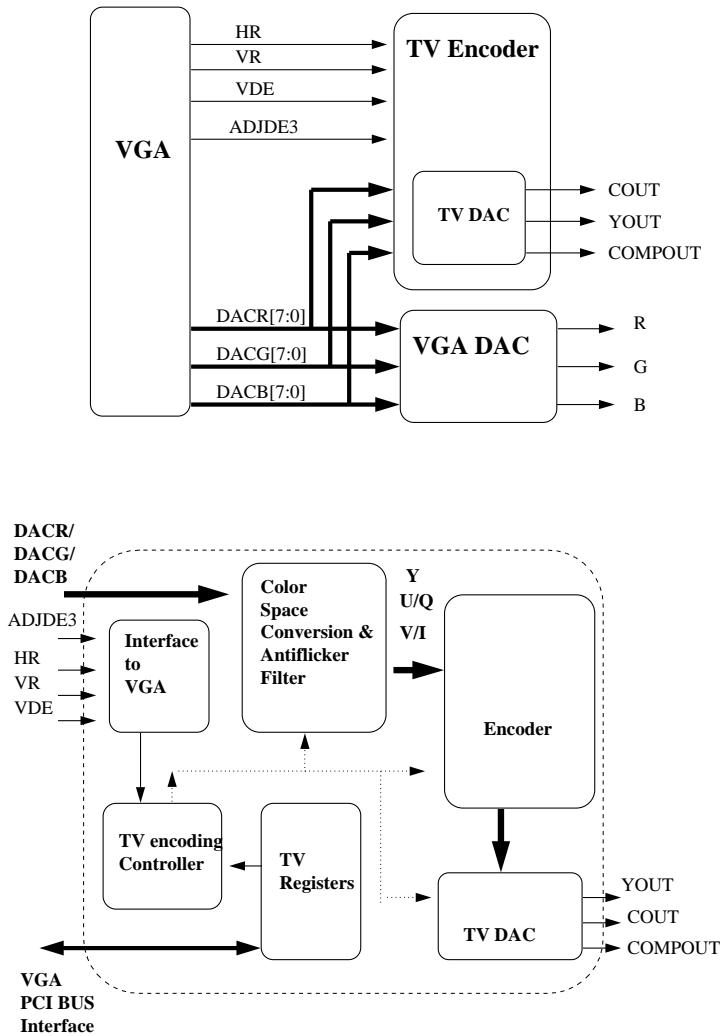 HR
VR
VDE
ADJDE3
VGA
TV Encoder
TV DAC
COUT
YOUT
COMPOUT
DACR[7:0]
DACG[7:0]
DACB[7:0]
VGA DAC
R
G
B
DACR/
DACG/
DACB
ADJDE3
HR
VR
VDE
Interface
to
VGA
Color
Space
Conversion &
Antiflicker
Filter
Y
U/Q
V/I
Encoder
TV encoding
Controller
TV
Registers
TV DAC
YOUT
COUT
COMPOUT
VGA
PCI BUS
Interface